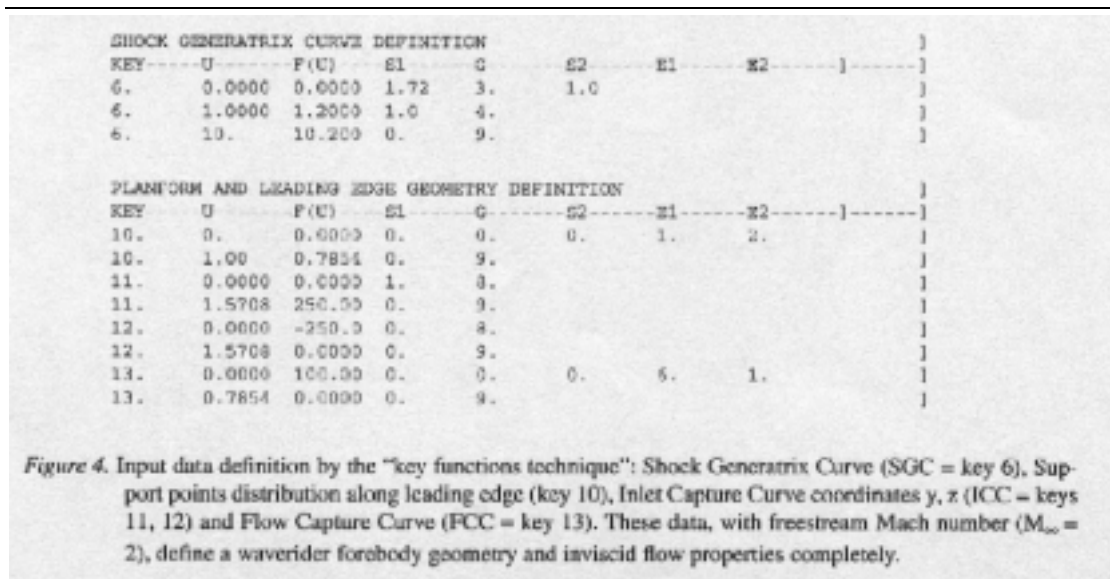 SHOCK GENERATRIX CURVE DEFINITION ]
KEY-----U--------F(U)----S1------G-------S2----E1-----E2------]------]
6. 0.0000 0.0000 1.72 3. 1.0 ]
6. 1.0000 1.2000 1.0 4. ]
6. 10. 10.200 0. 9. ]
PLANFORM AND LEADING EDGE GEOMETRY DEFINITION ]
KEY-----U--------F(U)----S1------G-------S2----E1-----E2------]------]
10. 0. 0.0000 0. 0. 0. 1. 2. ]
10. 1.00 0.7854 0. 9. ]
11. 0.0000 0.0000 1. 8. ]
11. 1.5708 250.00 0. 9. ]
12. 0.0000 -250.0 0. 8. ]
12. 1.5708 0.0000 0. 9. ]
13. 0.0000 100.00 0. 0. 0. 6. 1. ]
13. 0.7854 0.0000 0. 9. ]
Figure 4. Input data definition by the “key functions technique”: Shock Generatrix Curve (SGC = key 6), Sup-
port points distribution along leading edge (key 10), Inlet Capture Curve coordinates y, z (ICC = keys
11, 12) and Flow Capture Curve (FCC = key 13). These data, with freestream Mach number (M∞ =
2), define a waverider forebody geometry and inviscid flow properties completely.